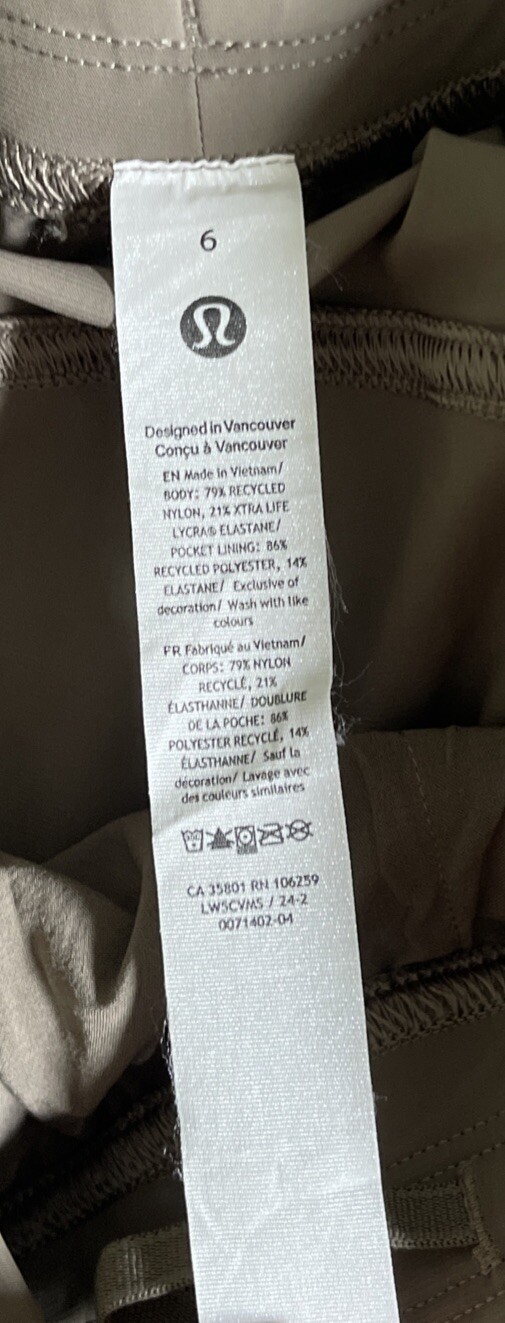 6
Designed in Vancouver
Conçu à Vancouver
EN Made in Vietnam/
BODY: 79% RECYCLED
NYLON, 21% XTRA LIFE
LYCRA® ELASTANE/
POCKET LINING: 86%
RECYCLED POLYESTER, 14%
ELASTANE/ Exclusive of
decoration/ Wash with like
colours
FR Fabriqué au Vietnam/
CORPS: 79% NYLON
RECYCLÉ, 21%
ÉLASTHANNE/ DOUBLURE
DE LA POCHE: 86%
POLYESTER RECYCLÉ, 14%
ÉLASTHANNE/ Sauf la
décoration/ Lavage avec
des couleurs similaires
CA 35801 RN 106259
LW5CVMS / 24-2
0071402-04